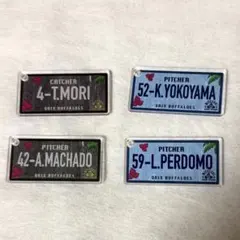 CATCHER
4-T.MORI
ORIX BUFFALOES
PITCHER
52-K.YOKOYAMA
ORIX BUFFALOES
PITCHER
42-A.MACHADO
ORIX BUFFALOES
PITCHER
59-L.PERDOMO
ORIX BUFFALOES